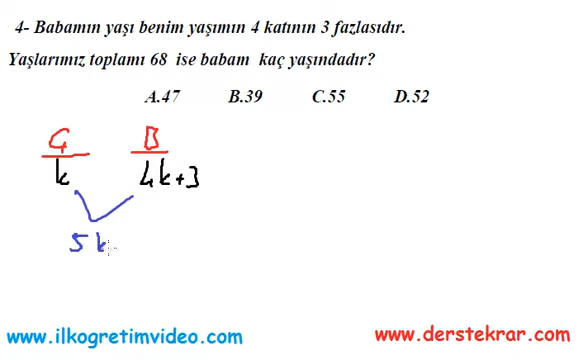 4- Babamın yaşı benim yaşımın 4 katının 3 fazlasıdır.
Yaşlarımız toplamı 68 ise babam kaç yaşındadır?
A.47 B.39 C.55 D.52
Ç B
k 4k+3
5k
www.ilkogretimvideo.com www.derstekrar.com